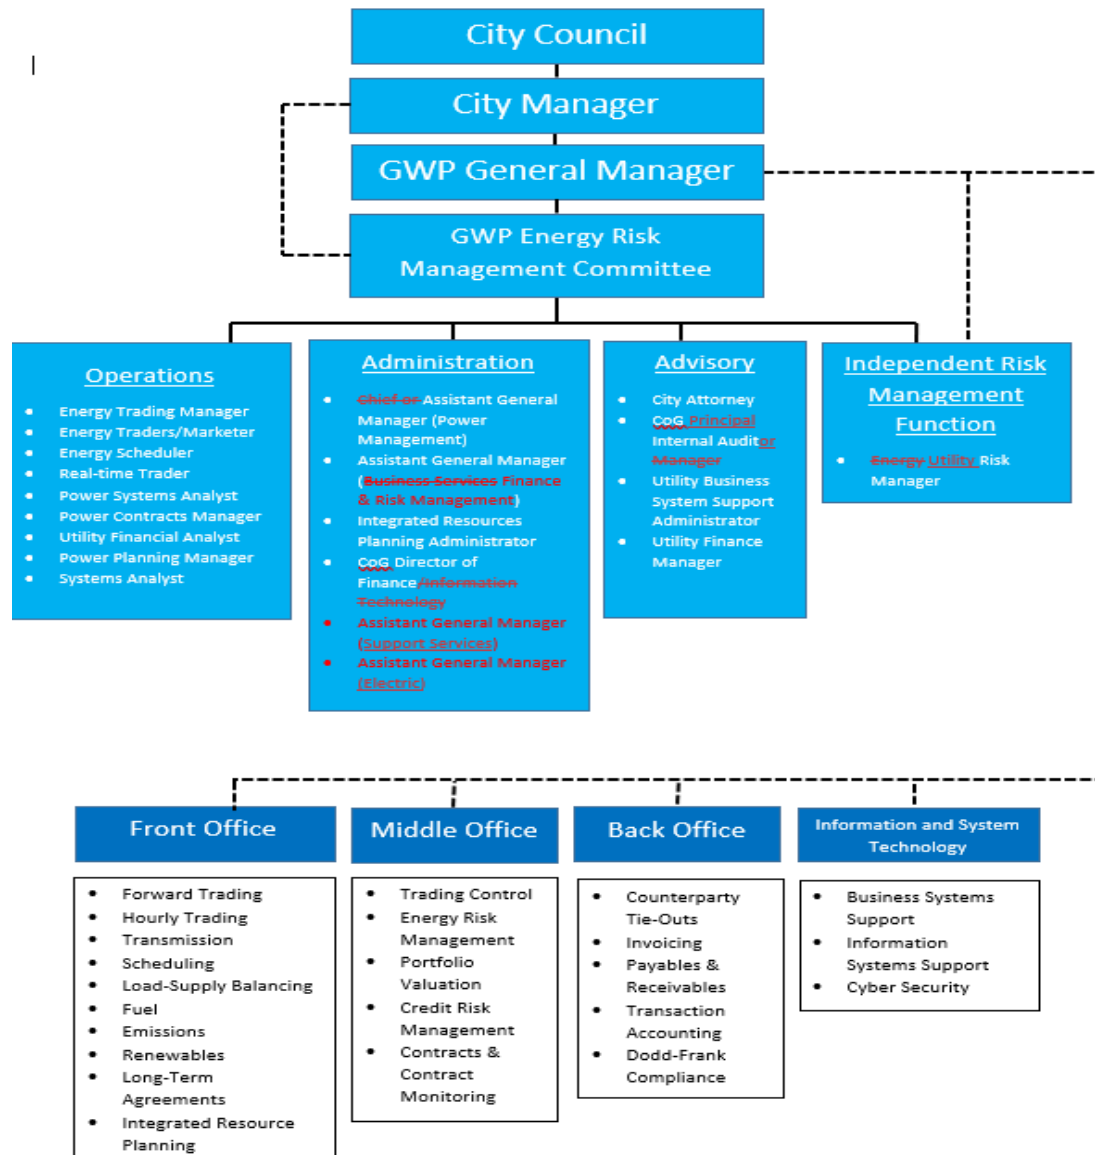 City Council
City Manager
GWP General Manager
GWP Energy Risk
Management Committee
Operations
• Energy Trading Manager
• Energy Traders/Marketer
• Energy Scheduler
• Real-time Trader
• Power Systems Analyst
• Power Contracts Manager
• Utility Financial Analyst
• Power Planning Manager
• Systems Analyst
Administration
• Chief or Assistant General
Manager (Power
Management)
• Assistant General Manager
(Business Services Finance
& Risk Management)
• Integrated Resources
Planning Administrator
• CoG Director of
Finance/Information
Technology
• Assistant General Manager
(Support Services)
• Assistant General Manager
(Electric)
Advisory
• City Attorney
• CoG Principal
Internal Auditor
Manager
• Utility Business
System Support
Administrator
• Utility Finance
Manager
Independent Risk
Management
Function
• Energy Utility Risk
Manager
Front Office
• Forward Trading
• Hourly Trading
• Transmission
• Scheduling
• Load-Supply Balancing
• Fuel
• Emissions
• Renewables
• Long-Term
Agreements
• Integrated Resource
Planning
Middle Office
• Trading Control
• Energy Risk
Management
• Portfolio
Valuation
• Credit Risk
Management
• Contracts &
Contract
Monitoring
Back Office
• Counterparty
Tie-Outs
• Invoicing
• Payables &
Receivables
• Transaction
Accounting
• Dodd-Frank
Compliance
Information and System
Technology
• Business Systems
Support
• Information
Systems Support
• Cyber Security